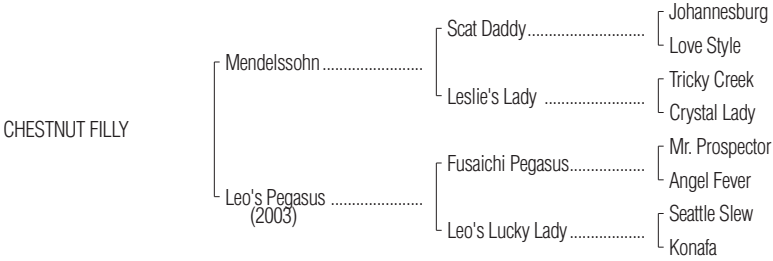 Johannesburg
Scat Daddy..........................
Love Style
Mendelssohn ......................
Tricky Creek
Leslie's Lady ......................
Crystal Lady
CHESTNUT FILLY
Mr. Prospector
Fusaichi Pegasus.................
Angel Fever
Leo's Pegasus ....................
(2003)
Seattle Slew
Leo's Lucky Lady.................
Konafa